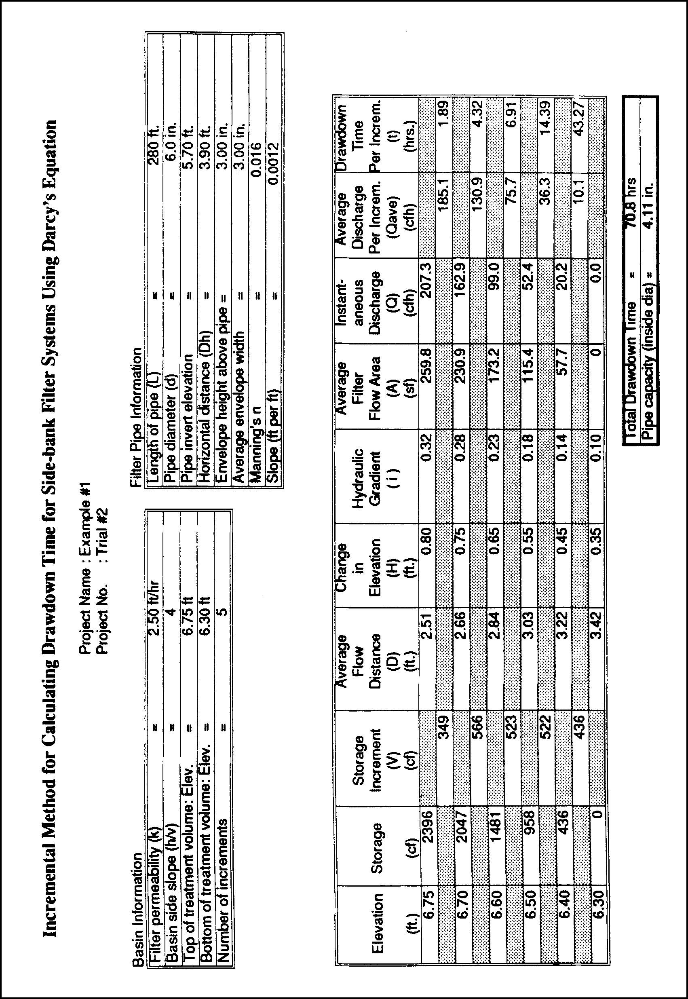 Incremental Method for Calculating Drawdown Time for Side-bank Filter Systems Using Darcy's Equation
Project Name : Example #1
Project No. : Trial #2
Basin Information
Filter permeability (k) = 2.50 ft/hr
Basin side slope (h/v) = 4
Top of treatment volume: Elev. = 6.75 ft
Bottom of treatment volume: Elev. = 6.30 ft
Number of increments = 5
Filter Pipe Information
Length of pipe (L) = 280 ft.
Pipe diameter (d) = 6.0 in.
Pipe invert elevation = 5.70 ft.
Horizontal distance (Dh) = 3.90 ft.
Envelope height above pipe = 3.00 in.
Average envelope width = 3.00 in.
Manning's n = 0.016
Slope (ft per ft) = 0.0012
Average Change Average Instant- Average Drawdown
Storage Flow in Hydraulic Filter aneous Discharge Time
Elevation Storage Increment Distance Elevation Gradient Flow Area Discharge Per Increm. Per Increm.
(V) (D) (H) ( i ) (A) (Q) (Qave) (t)
(ft.) (cf) (cf) (ft.) (ft.) (sf) (cfh) (cfh) (hrs.)
6.75 2396 2.51 0.80 0.32 259.8 207.3
349 185.1 1.89
6.70 2047 2.66 0.75 0.28 230.9 162.9
566 130.9 4.32
6.60 1481 2.84 0.65 0.23 173.2 99.0
523 75.7 6.91
6.50 958 3.03 0.55 0.18 115.4 52.4
522 36.3 14.39
6.40 436 3.22 0.45 0.14 57.7 20.2
436 10.1 43.27
6.30 0 3.42 0.35 0.10 0 0.0
Total Drawdown Time = 70.8 hrs
Pipe capacity (inside dia) = 4.11 in.